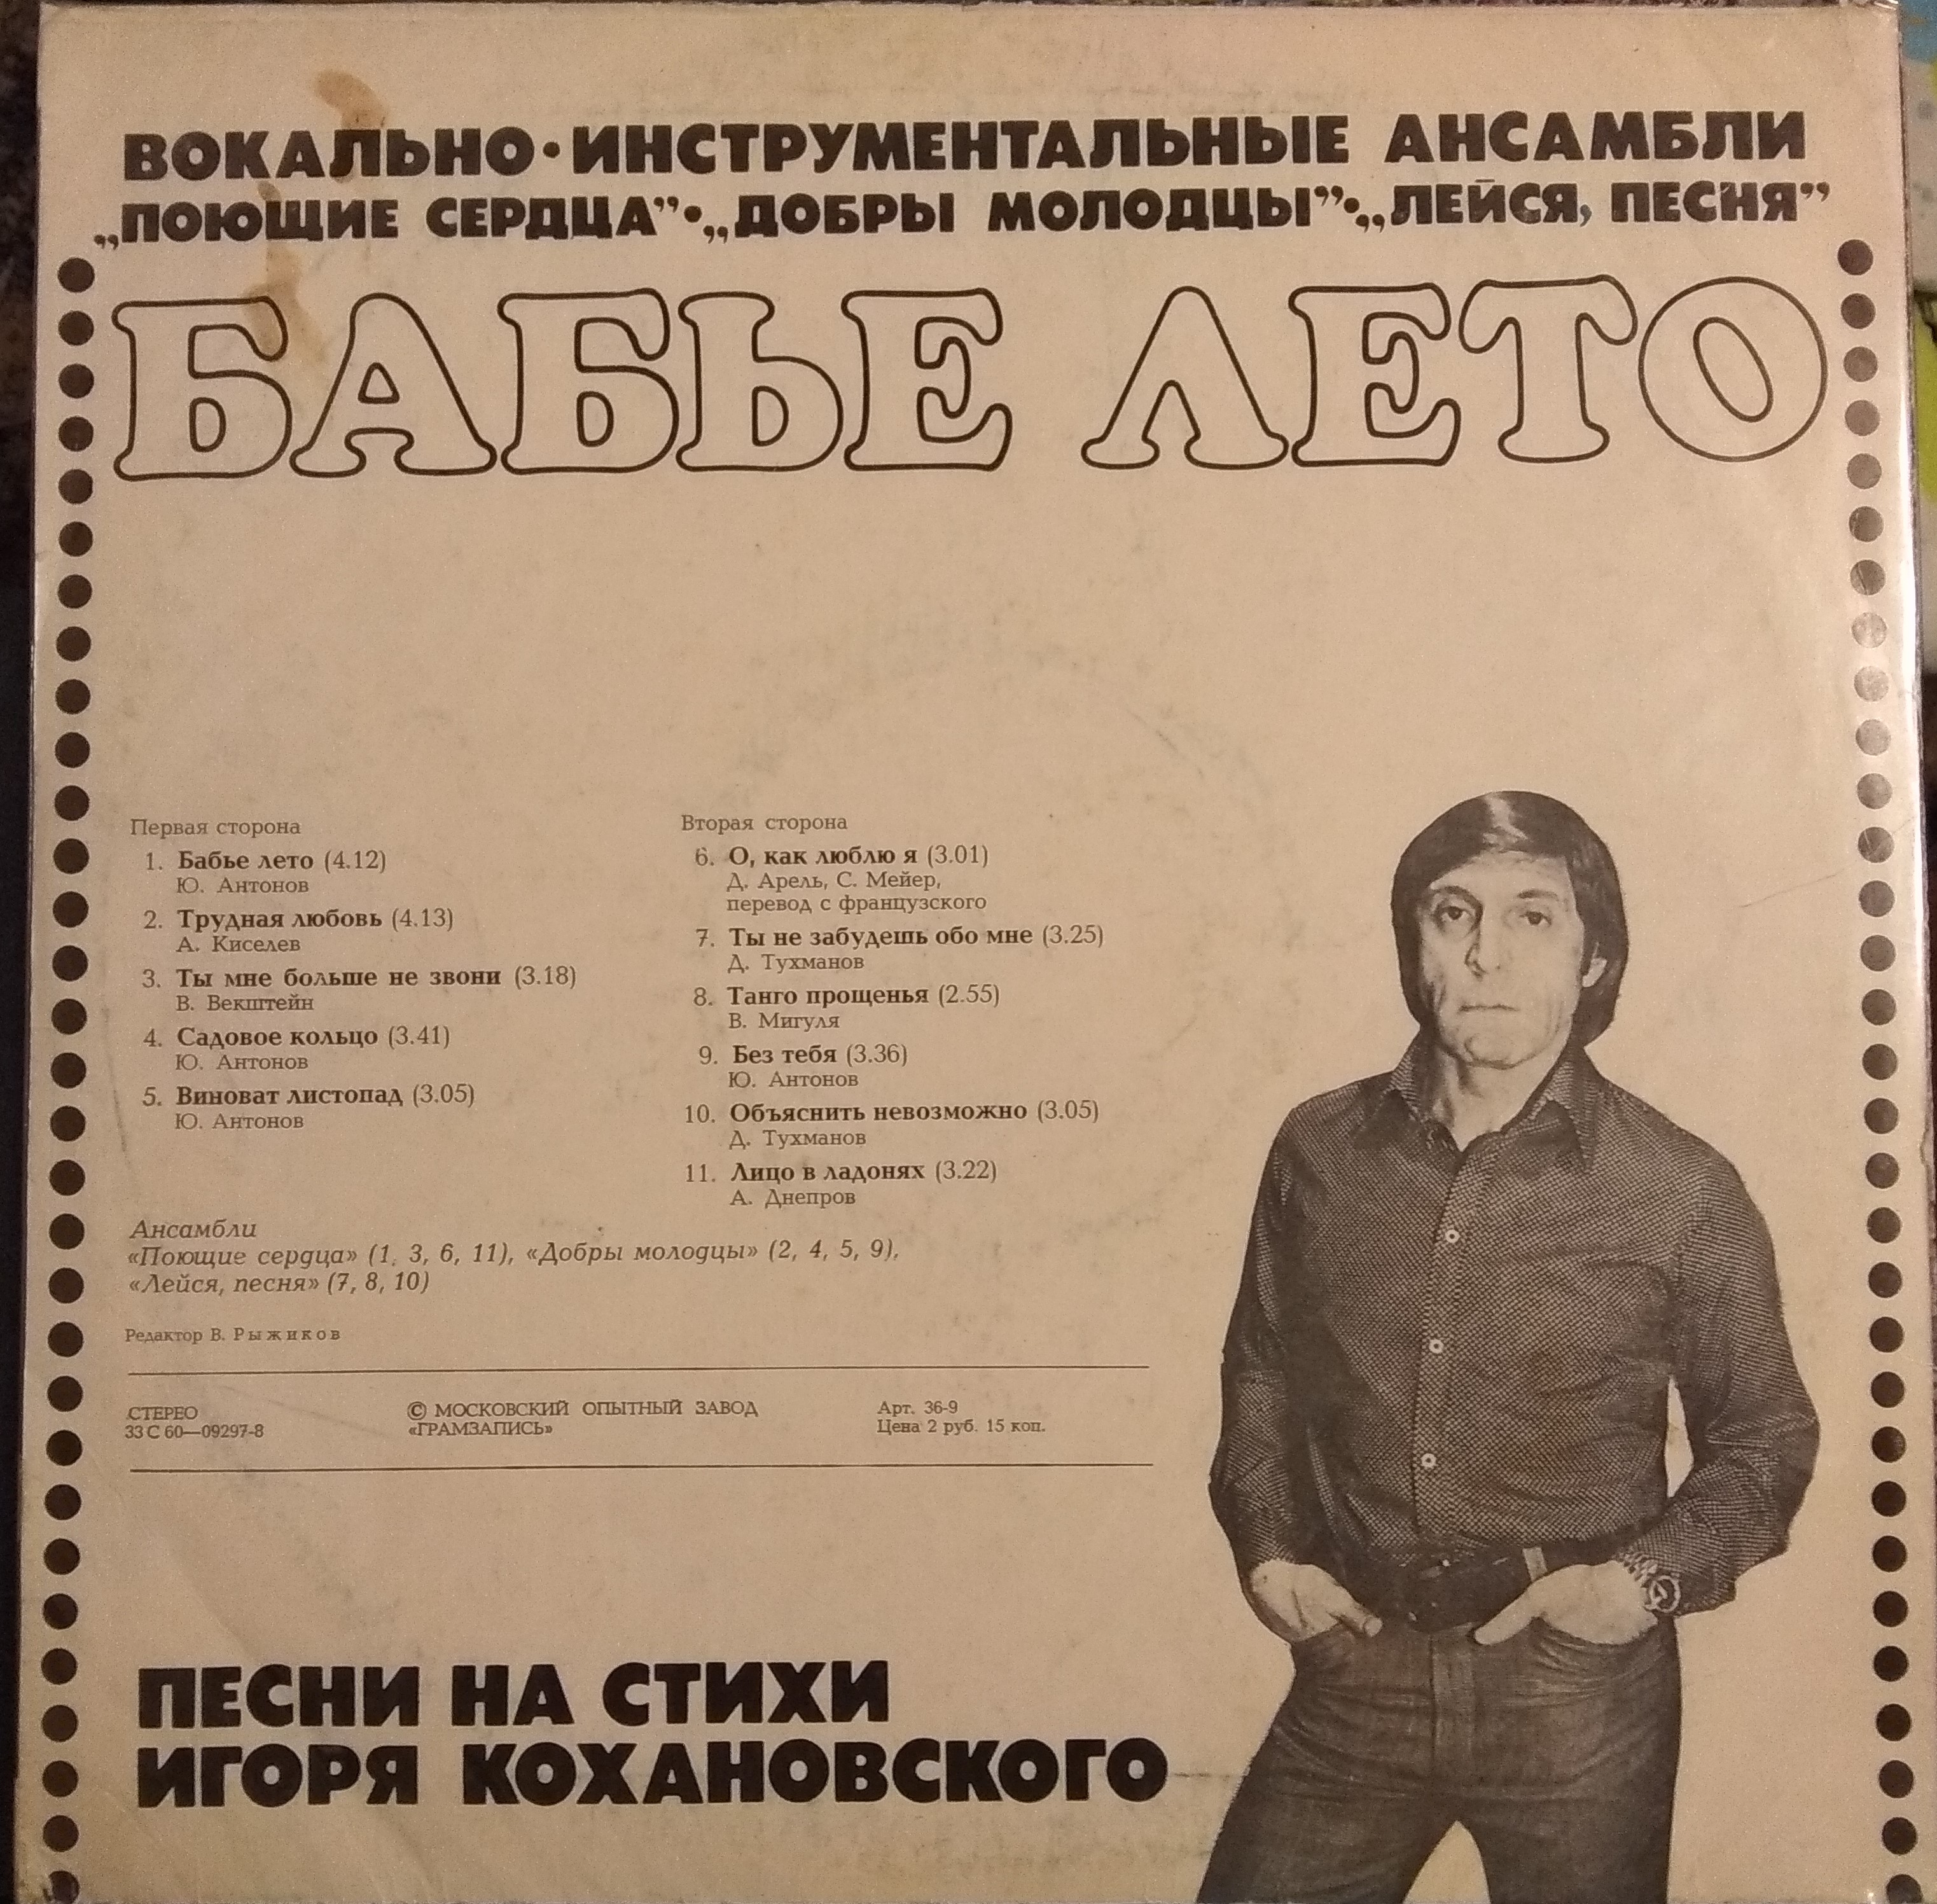 ВОКАЛЬНО·ИНСТРУМЕНТАЛЬНЫЕ АНСАМБЛИ
„ПОЮЩИЕ СЕРДЦА”•„ДОБРЫ МОЛОДЦЫ”•„ЛЕЙСЯ, ПЕСНЯ”
БАБЬЕ ЛЕТО
Первая сторона
1. Бабье лето (4.12)
Ю. Антонов
2. Трудная любовь (4.13)
А. Киселев
3. Ты мне больше не звони (3.18)
В. Векштейн
4. Садовое кольцо (3.41)
Ю. Антонов
5. Виноват листопад (3.05)
Ю. Антонов
Вторая сторона
6. О, как люблю я (3.01)
Д. Арель, С. Мейер,
перевод с французского
7. Ты не забудешь обо мне (3.25)
Д. Тухманов
8. Танго прощенья (2.55)
В. Мигуля
9. Без тебя (3.36)
Ю. Антонов
10. Объяснить невозможно (3.05)
Д. Тухманов
11. Лицо в ладонях (3.22)
А. Днепров
Ансамбли
«Поющие сердца» (1, 3, 6, 11), «Добры молодцы» (2, 4, 5, 9),
«Лейся, песня» (7, 8, 10)
Редактор В. Рыжиков
СТЕРЕО
33 С 60—09297-8
© МОСКОВСКИЙ ОПЫТНЫЙ ЗАВОД
«ГРАМЗАПИСЬ»
Арт. 36-9
Цена 2 руб. 15 коп.
ПЕСНИ НА СТИХИ
ИГОРЯ КОХАНОВСКОГО